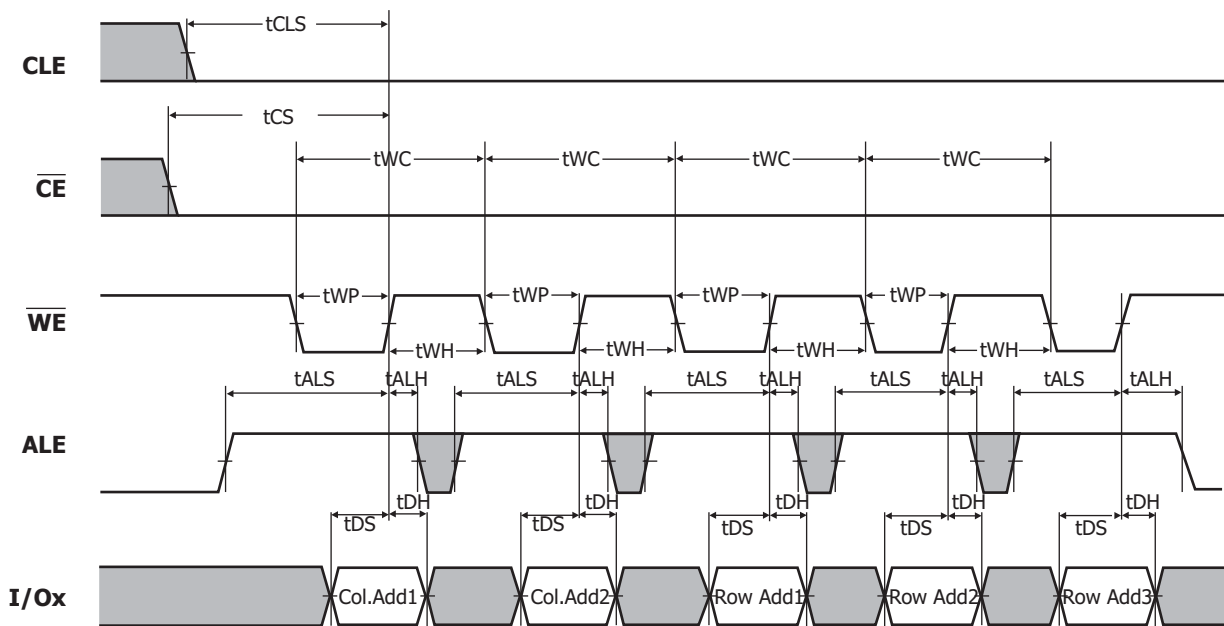 tCLS
CLE
tCS
tWC tWC tWC tWC
CE
tWP tWP tWP tWP
WE
tWH tWH tWH tWH
tALS tALH tALS tALH tALS tALH tALS tALH tALS tALH
ALE
tDH tDH tDH tDH tDH
tDS tDS tDS tDS tDS
I/Ox Col.Add1 Col.Add2 Row Add1 Row Add2 Row Add3